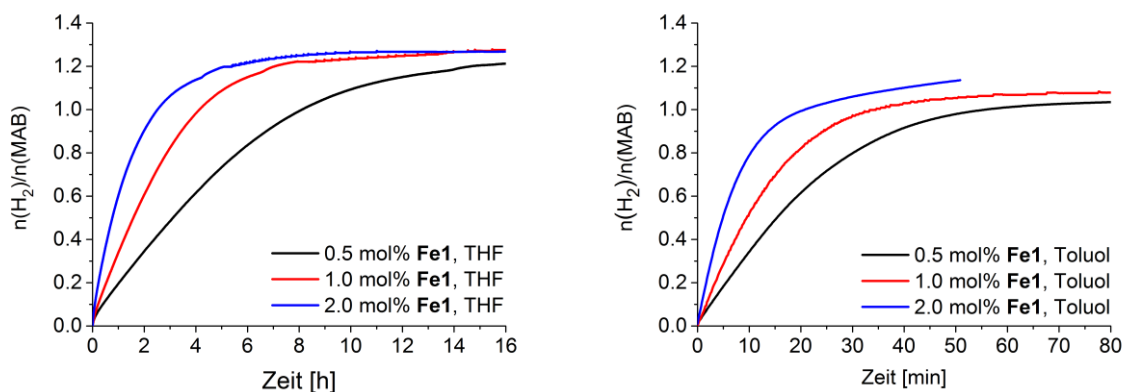 n(H2)/n(MAB)
1.4
1.2
1.0
0.8
0.6
0.4
0.2
0.0
0.5 mol% Fe1, THF
1.0 mol% Fe1, THF
2.0 mol% Fe1, THF
0 2 4 6 8 10 12 14 16
Zeit [h]
n(H2)/n(MAB)
1.4
1.2
1.0
0.8
0.6
0.4
0.2
0.0
0.5 mol% Fe1, Toluol
1.0 mol% Fe1, Toluol
2.0 mol% Fe1, Toluol
0 10 20 30 40 50 60 70 80
Zeit [min]